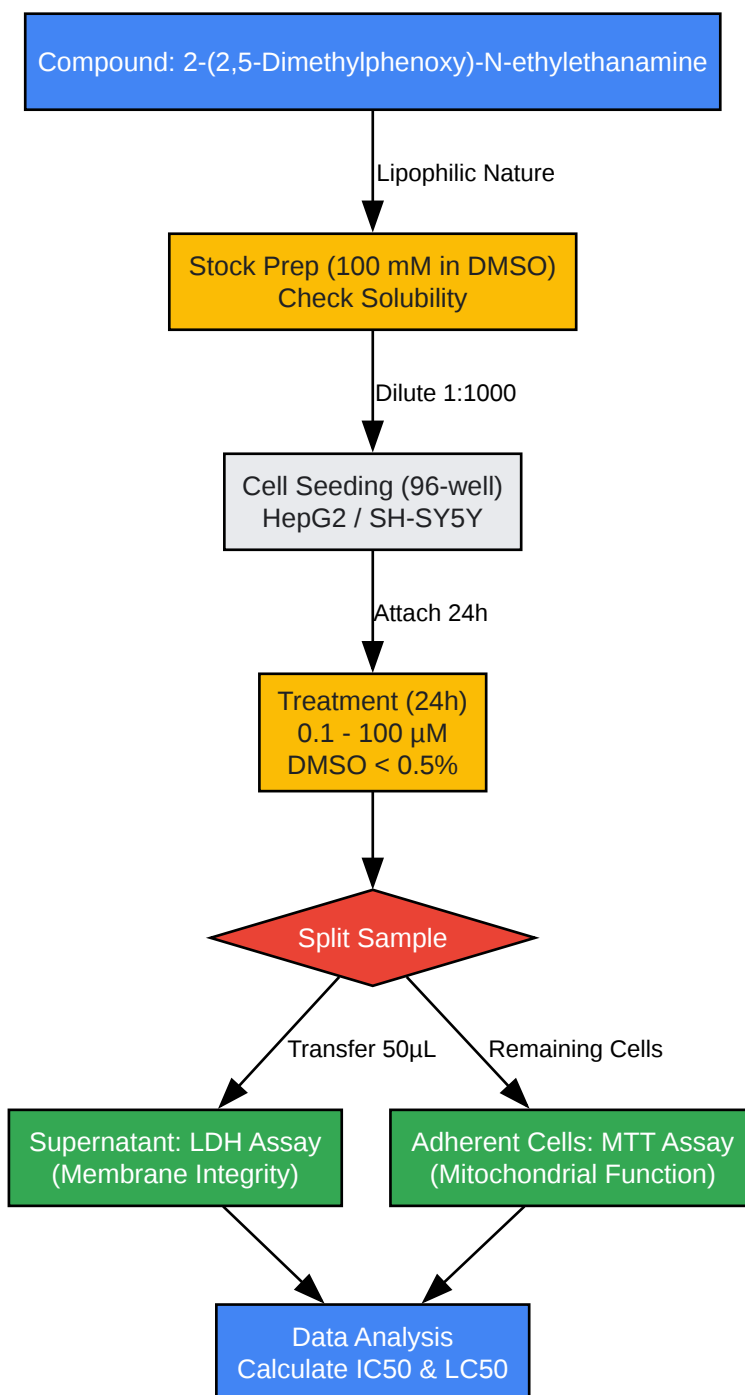 Compound: 2-(2,5-Dimethylphenoxy)-N-ethylethanamine
Lipophilic Nature
Stock Prep (100 mM in DMSO)
Check Solubility
Dilute 1:1000
Cell Seeding (96-well)
HepG2 / SH-SY5Y
Attach 24h
Treatment (24h)
0.1 - 100 µM
DMSO < 0.5%
Split Sample
Transfer 50µL
Remaining Cells
Supernatant: LDH Assay
(Membrane Integrity)
Adherent Cells: MTT Assay
(Mitochondrial Function)
Data Analysis
Calculate IC50 & LC50